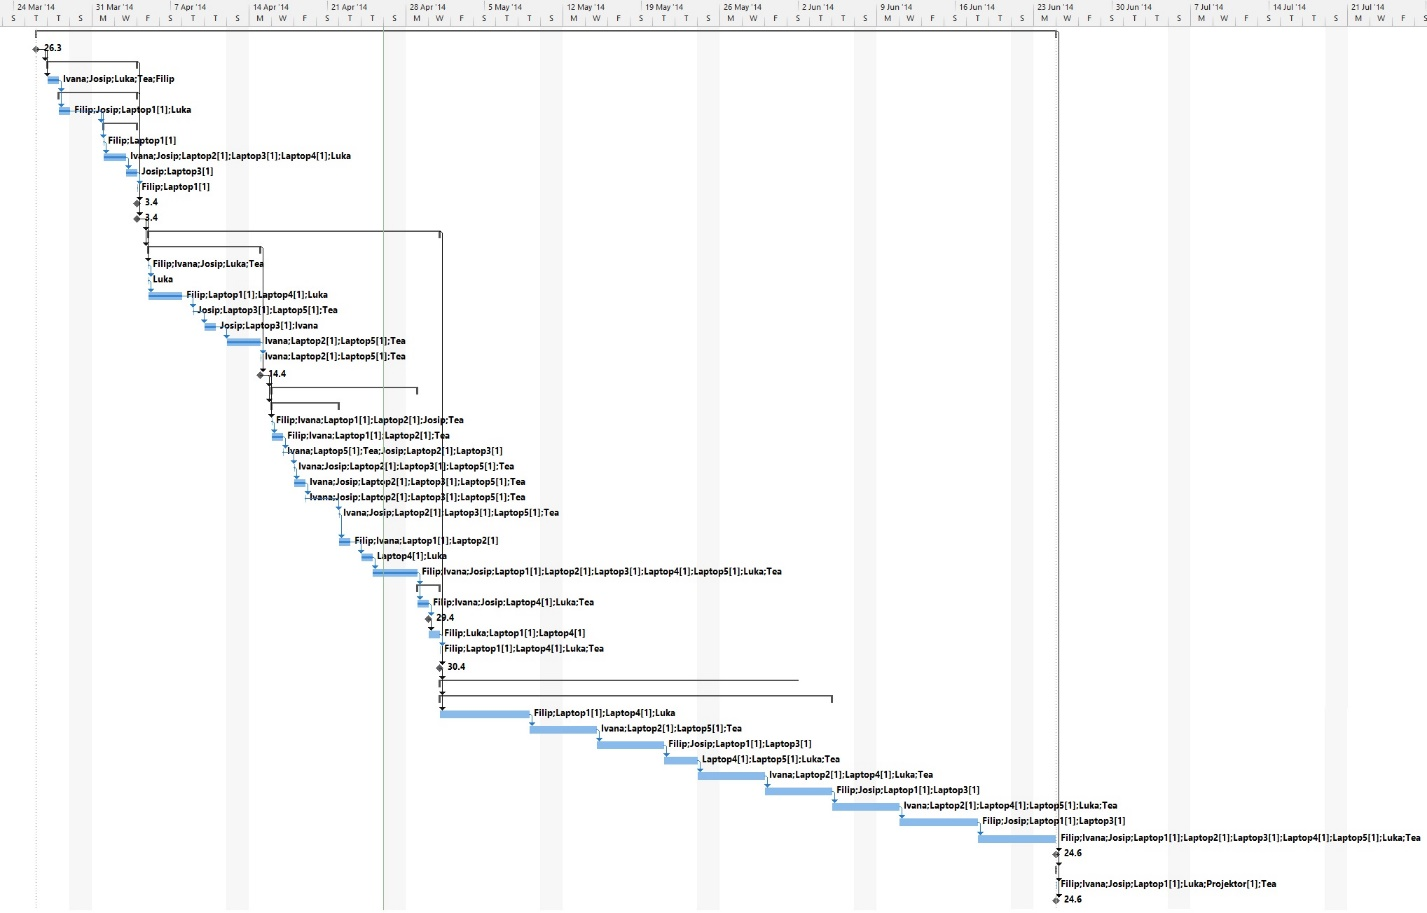 24 Mar '14 31 Mar '14 7 Apr '14 14 Apr '14 21 Apr '14 28 Apr '14 5 May '14 12 May '14 19 May '14 26 May '14 2 Jun '14 9 Jun '14 16 Jun '14 23 Jun '14 30 Jun '14 7 Jul '14 14 Jul '14 21 Jul '14
S T T S M W F S T T S M W F S T T S M W F S T T S M W F S T T S M W F S T T S M W F S T T S M W F S T T S M W F S
26.3
Ivana;Josip;Luka;Tea;Filip
Filip;Josip;Laptop1[1];Luka
Filip;Laptop1[1]
Ivana;Josip;Laptop2[1];Laptop3[1];Laptop4[1];Luka
Josip;Laptop3[1]
Filip;Laptop1[1]
3.4
3.4
Filip;Ivana;Josip;Luka;Tea
Luka
Filip;Laptop1[1];Laptop4[1];Luka
Josip;Laptop3[1];Laptop5[1];Tea
Josip;Laptop3[1];Ivana
Ivana;Laptop2[1];Laptop5[1];Tea
Ivana;Laptop2[1];Laptop5[1];Tea
14.4
Filip;Ivana;Laptop1[1];Laptop2[1];Josip;Tea
Filip;Ivana;Laptop1[1];Laptop2[1];Tea
Ivana;Laptop5[1];Tea;Josip;Laptop2[1];Laptop3[1]
Ivana;Josip;Laptop2[1];Laptop3[1];Laptop5[1];Tea
Ivana;Josip;Laptop2[1];Laptop3[1];Laptop5[1];Tea
Ivana;Josip;Laptop2[1];Laptop3[1];Laptop5[1];Tea
Ivana;Josip;Laptop2[1];Laptop3[1];Laptop5[1];Tea
Filip;Ivana;Laptop1[1];Laptop2[1]
Laptop4[1];Luka
Filip;Ivana;Josip;Laptop1[1];Laptop2[1];Laptop3[1];Laptop4[1];Laptop5[1];Luka;Tea
Filip;Ivana;Josip;Laptop4[1];Luka;Tea
29.4
Filip;Luka;Laptop1[1];Laptop4[1]
Filip;Laptop1[1];Laptop4[1];Luka;Tea
30.4
Filip;Laptop1[1];Laptop4[1];Luka
Ivana;Laptop2[1];Laptop5[1];Tea
Filip;Josip;Laptop1[1];Laptop3[1]
Laptop4[1];Laptop5[1];Luka;Tea
Ivana;Laptop2[1];Laptop4[1];Luka;Tea
Filip;Josip;Laptop1[1];Laptop3[1]
Ivana;Laptop2[1];Laptop4[1];Laptop5[1];Luka;Tea
Filip;Josip;Laptop1[1];Laptop3[1]
Filip;Ivana;Josip;Laptop1[1];Laptop2[1];Laptop3[1];Laptop4[1];Laptop5[1];Luka;Tea
24.6
Filip;Ivana;Josip;Laptop1[1];Luka;Projektor[1];Tea
24.6